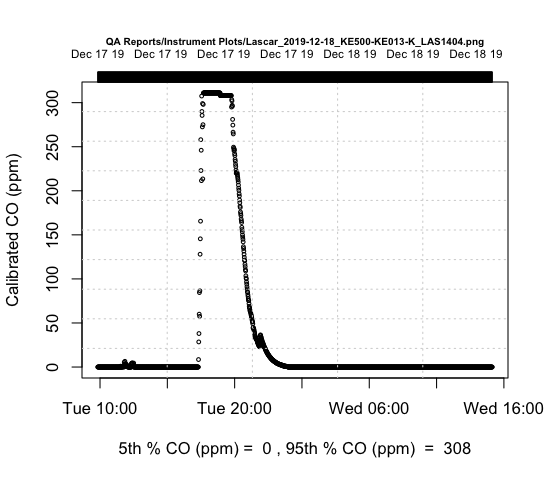 QA Reports/Instrument Plots/Lascar_2019-12-18_KE500-KE013-K_LAS1404.png
Dec 17 19 Dec 17 19 Dec 17 19 Dec 17 19 Dec 18 19 Dec 18 19 Dec 18 19
300
250
200
150
100
50
0
Calibrated CO (ppm)
Tue 10:00 Tue 20:00 Wed 06:00 Wed 16:00
5th % CO (ppm) = 0 , 95th % CO (ppm) = 308